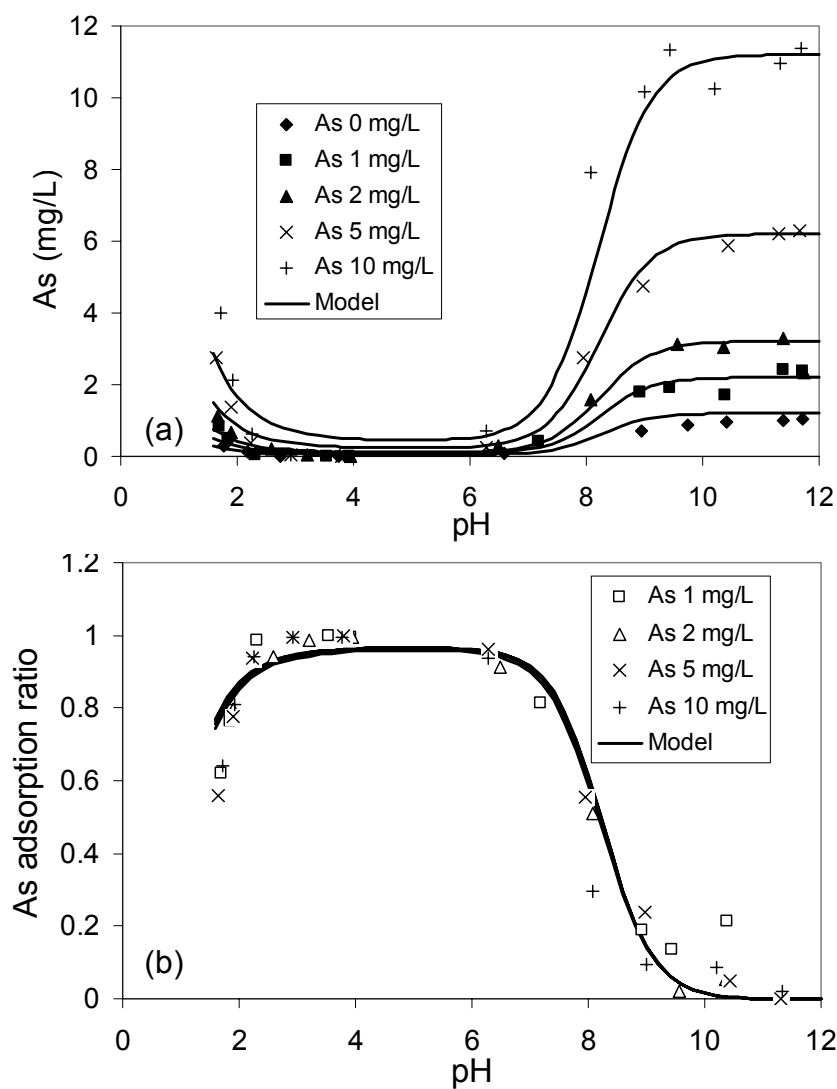 12
10
8
6
4
2
0
As (mg/L)
As 0 mg/L
As 1 mg/L
As 2 mg/L
As 5 mg/L
As 10 mg/L
Model
(a)
0 2 4 6 8 10 12
pH
1.2
1
0.8
0.6
0.4
0.2
0
As adsorption ratio
As 1 mg/L
As 2 mg/L
As 5 mg/L
As 10 mg/L
Model
(b)
0 2 4 6 8 10 12
pH